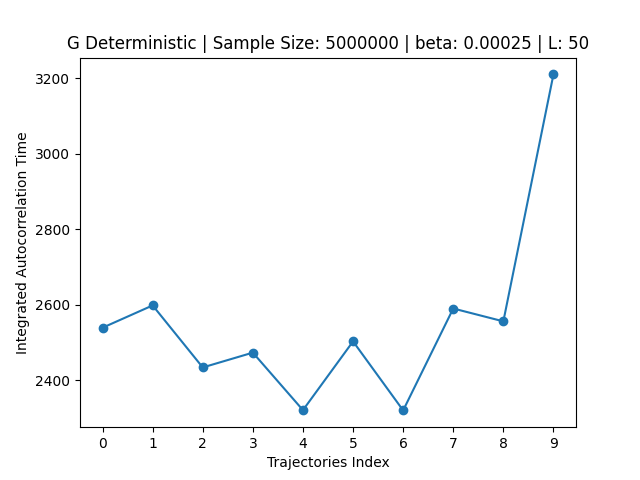 G Deterministic | Sample Size: 5000000 | beta: 0.00025 | L: 50
3200
3000
2800
2600
2400
Integrated Autocorrelation Time
0 1 2 3 4 5 6 7 8 9
Trajectories Index